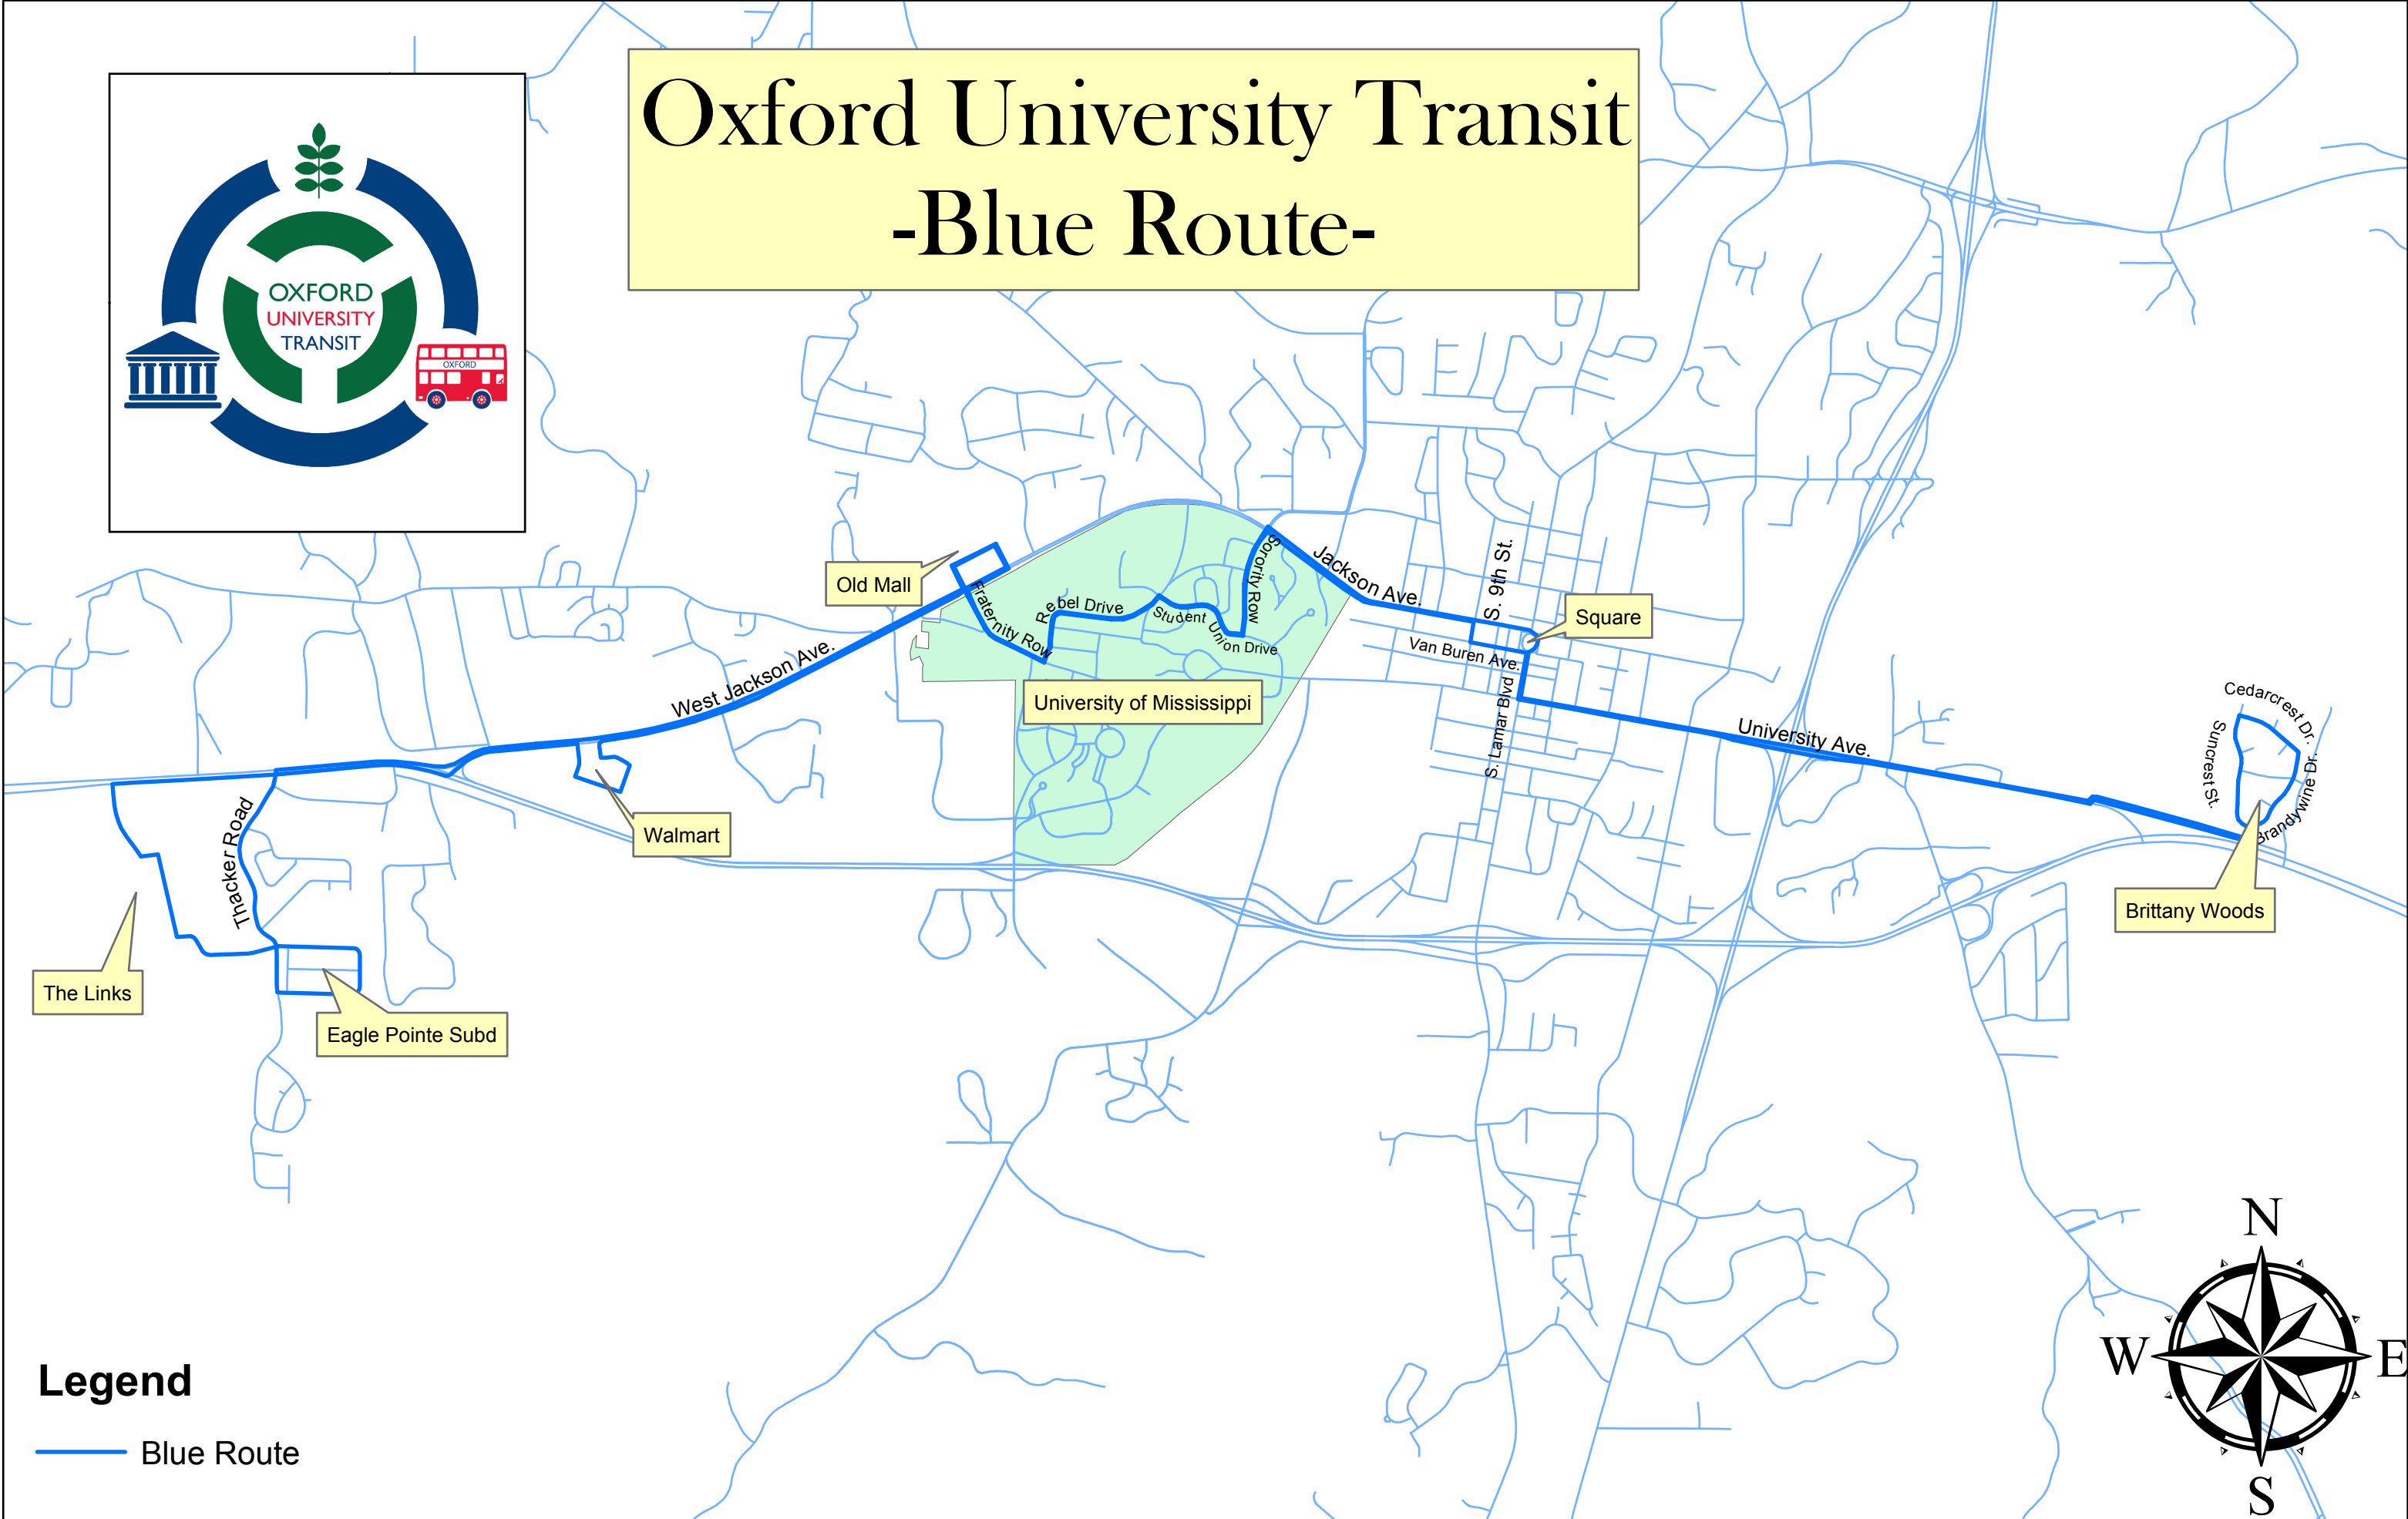 Oxford University Transit
-Blue Route-
OXFORD
UNIVERSITY
TRANSIT
OXFORD
Old Mall
Fraternity Row
Rebel Drive
Student Union Drive
Sorority Row
Jackson Ave.
S. 9th St.
Square
Van Buren Ave.
West Jackson Ave.
University of Mississippi
S. Lamar Blvd
University Ave.
Cedarcrest Dr.
Suncrest St.
Brandywine Dr.
Walmart
Thacker Road
Brittany Woods
The Links
Eagle Pointe Subd
Legend
Blue Route
N
W
E
S